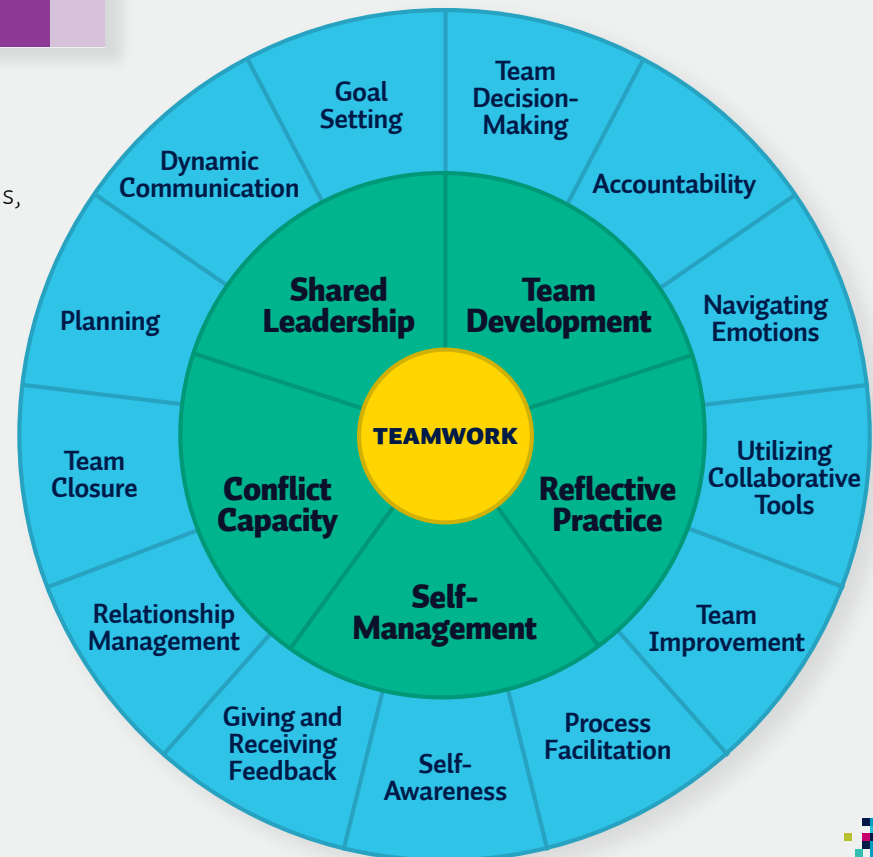 s,
Goal
Setting
Team
Decision-
Making
Dynamic
Communication
Accountability
Planning
Navigating
Emotions
Team
Closure
Utilizing
Collaborative
Tools
Relationship
Management
Team
Improvement
Giving and
Receiving
Feedback
Self-
Awareness
Process
Facilitation
Shared
Leadership
Team
Development
Conflict
Capacity
Reflective
Practice
Self-
Management
TEAMWORK